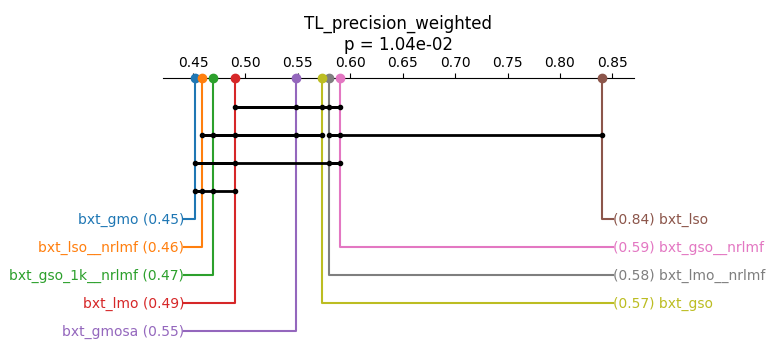 TL_precision_weighted
p = 1.04e-02
0.45 0.50 0.55 0.60 0.65 0.70 0.75 0.80 0.85
bxt_gmo (0.45) (0.84) bxt_lso
bxt_lso__nrlmf (0.46) (0.59) bxt_gso__nrlmf
bxt_gso_1k__nrlmf (0.47) (0.58) bxt_lmo__nrlmf
bxt_lmo (0.49) (0.57) bxt_gso
bxt_gmosa (0.55)